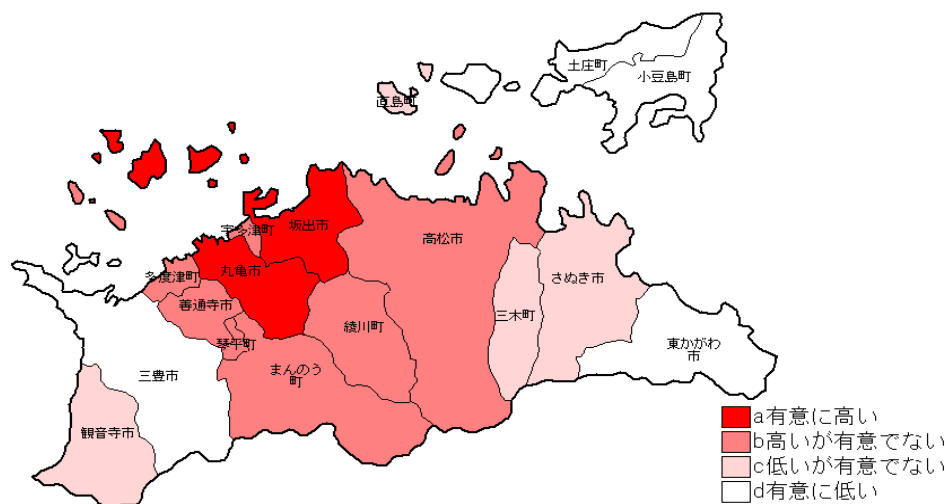 土庄町
小豆島町
直島町
宇多津町
坂出市
高松市
丸亀市
多度津町
さぬき市
善通寺市
綾川町
三木町
琴平町
東かがわ
市
まんのう
町
三豊市
観音寺市
a有意に高い
b高いが有意でない
c低いが有意でない
d有意に低い